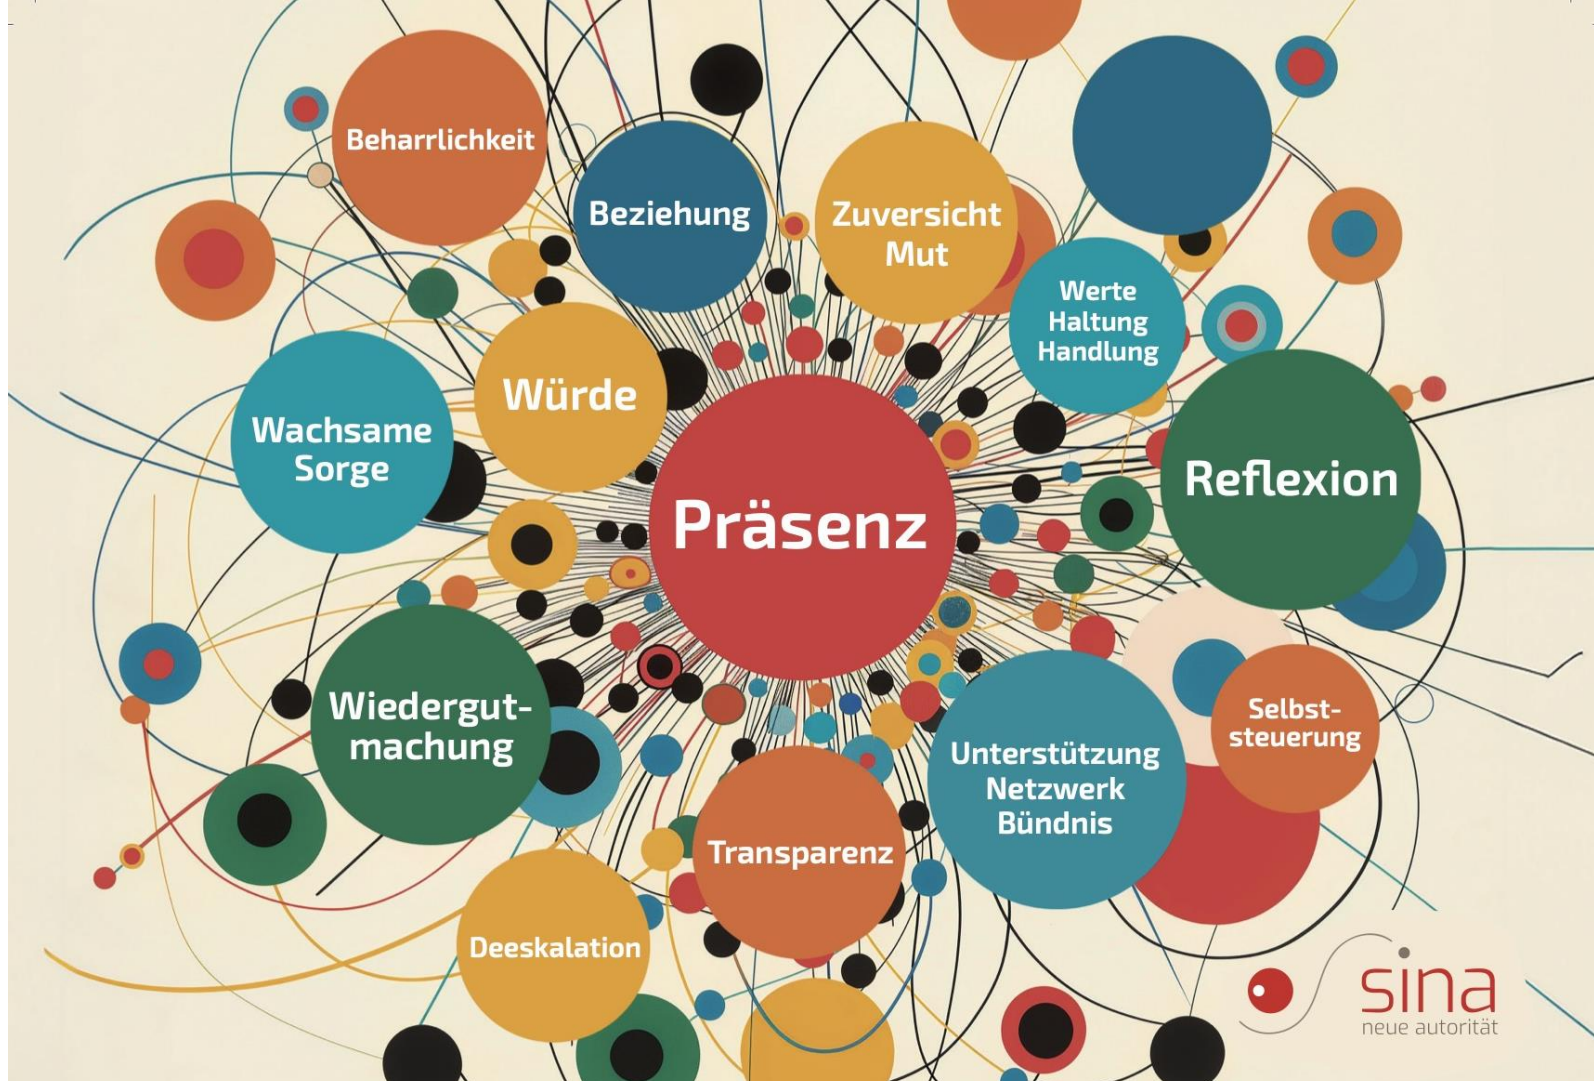 Beharrlichkeit
Beziehung
Zuversicht
Mut
Werte
Haltung
Handlung
Würde
Wachsame
Sorge
Reflexion
Präsenz
Wiedergut-
machung
Selbst-
steuerung
Unterstützung
Netzwerk
Bündnis
Transparenz
Deeskalation
sina
neue autorität